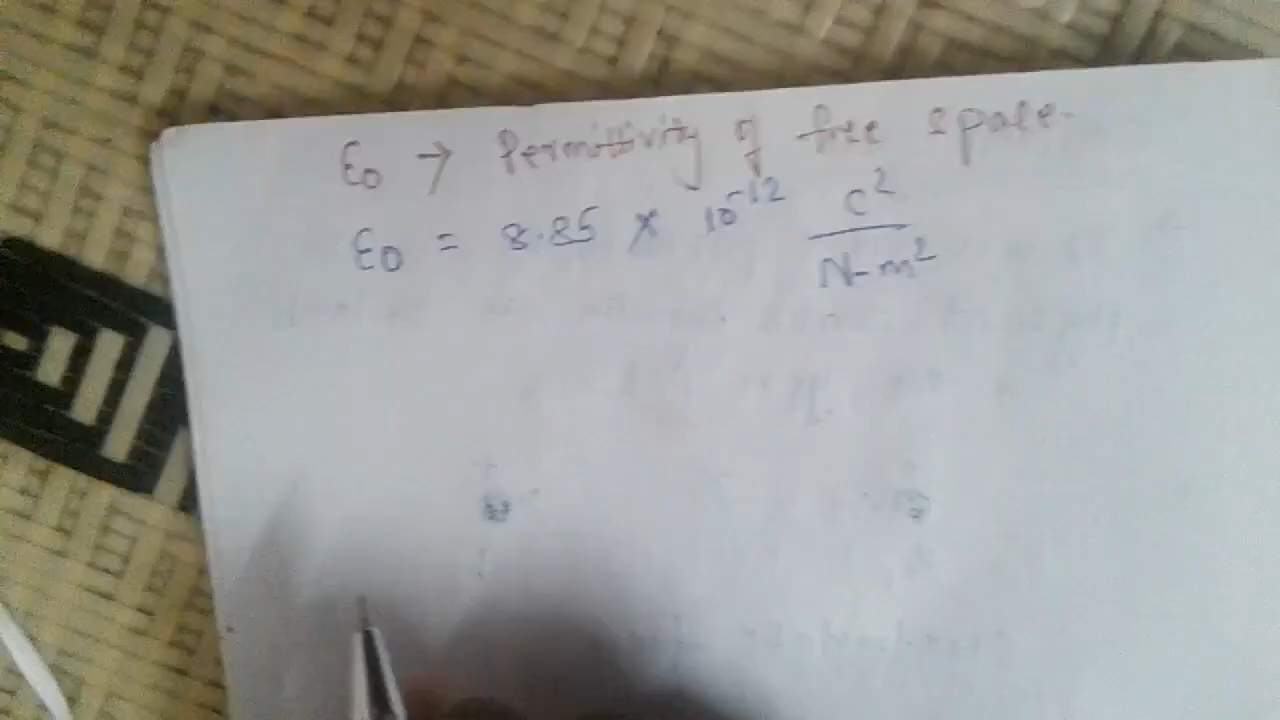 ε0 → Permittivity of free space.
ε0 = 8.85 × 10^-12 C^2/N-m^2